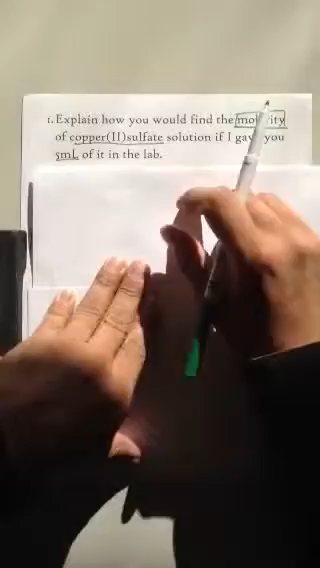 1. Explain how you would find the
of copper(II)sulfate solution if I you
5mL of it in the lab.